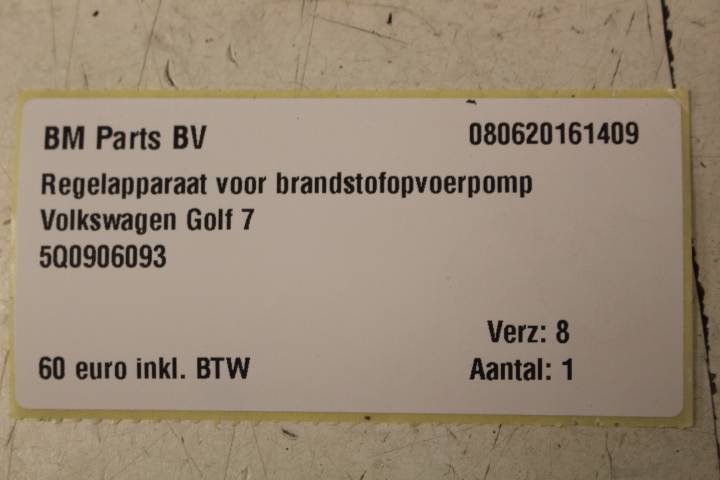 BM Parts BV 080620161409
Regelapparaat voor brandstofopvoerpomp
Volkswagen Golf 7
5Q0906093
Verz: 8
60 euro inkl. BTW Aantal: 1